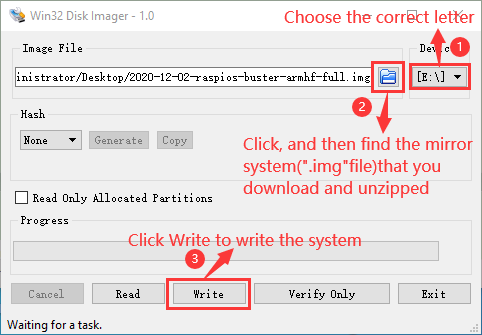 Win32 Disk Imager - 1.0
Choose the correct letter
Image File
Device
1
inistrator/Desktop/2020-12-02-raspios-buster-armhf-full.img
[E:\]
2
Hash
None
Generate
Copy
Click, and then find the mirror
system(".img"file)that you
download and unzipped
Read Only Allocated Partitions
Progress
Click Write to write the system
3
Cancel
Read
Write
Verify Only
Exit
Waiting for a task.